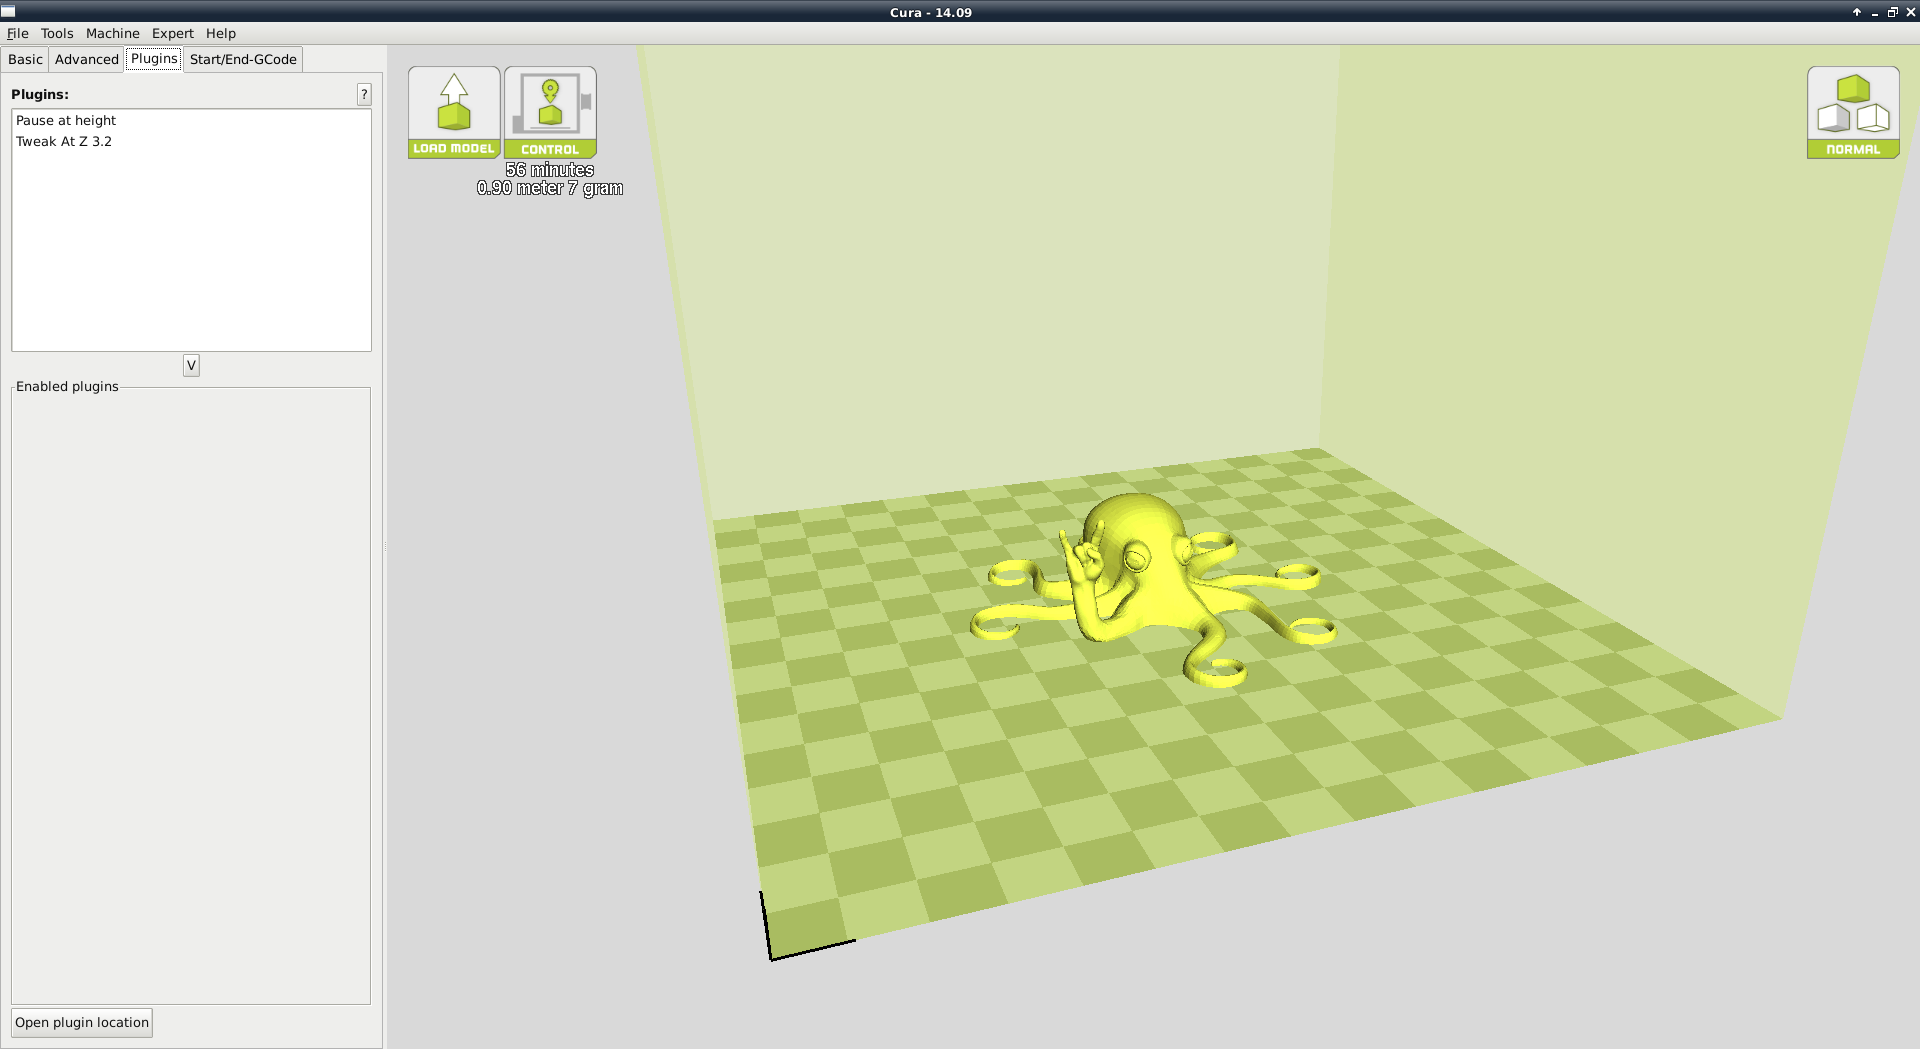 Cura - 14.09
File Tools Machine Expert Help
Basic Advanced Plugins Start/End-GCode
Plugins: ?
Pause at height
Tweak At Z 3.2
V
Enabled plugins
Open plugin location
LOAD MODEL CONTROL
56 minutes
0.90 meter 7 gram
NORMAL